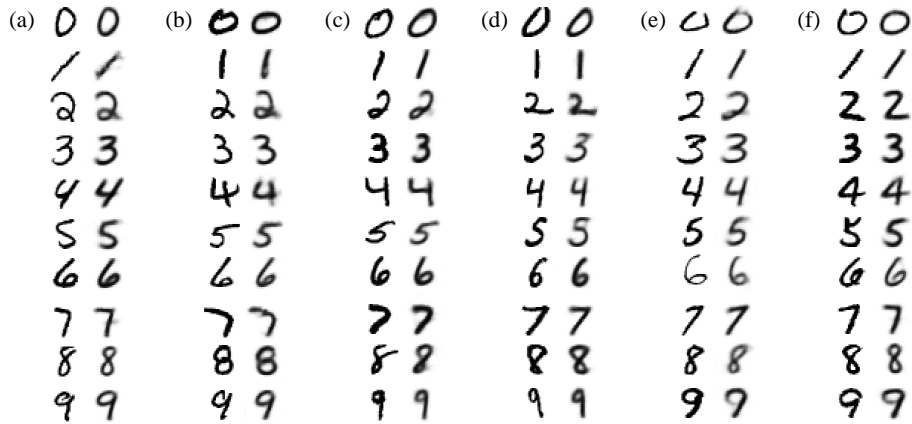 (a) 0 0 (b) 0 0 (c) 0 0 (d) 0 0 (e) 0 0 (f) 0 0
1 1 1 1 1 1 1 1 1 1 1 1
2 2 2 2 2 2 2 2 2 2 2 2
3 3 3 3 3 3 3 3 3 3 3 3
4 4 4 4 4 4 4 4 4 4 4 4
5 5 5 5 5 5 5 5 5 5 5 5
6 6 6 6 6 6 6 6 6 6 6 6
7 7 7 7 7 7 7 7 7 7 7 7
8 8 8 8 8 8 8 8 8 8 8 8
9 9 9 9 9 9 9 9 9 9 9 9